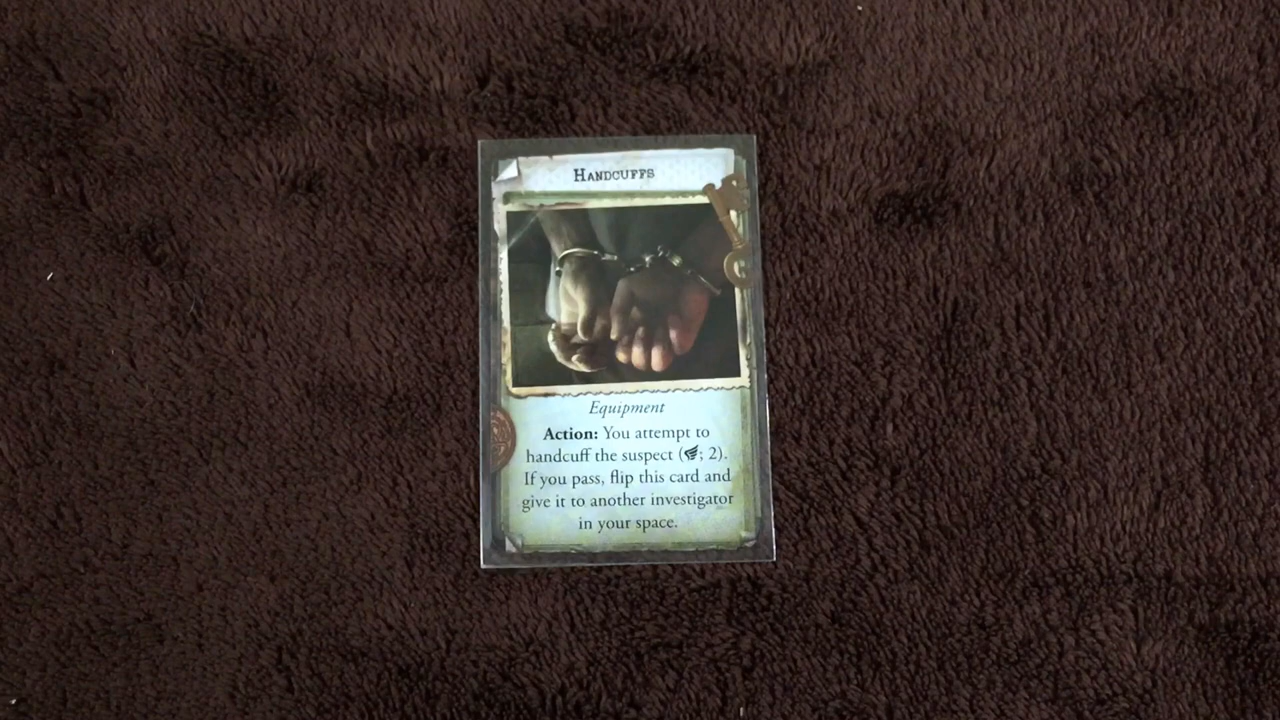 Handcuffs
Equipment
Action: You attempt to
handcuff the suspect ( ; 2).
If you pass, flip this card and
give it to another investigator
in your space.